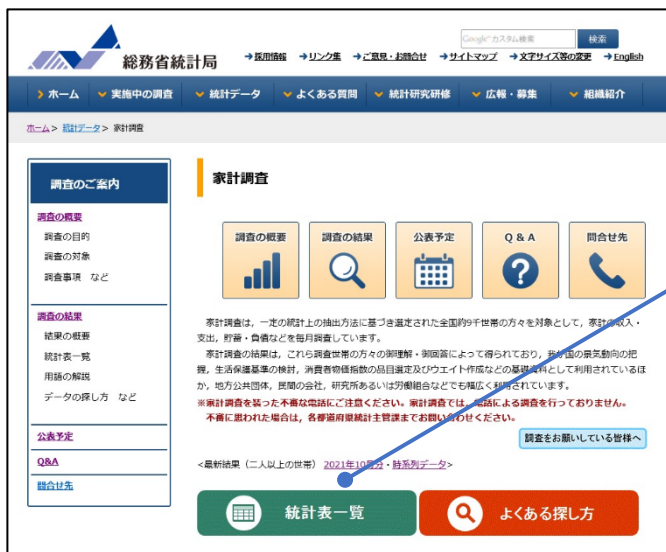 Google カスタム検索
検索
総務省統計局
→採用情報 →リンク集 →ご意見・お問合せ →サイトマップ →文字サイズ等の変更 →English
ホーム
実施中の調査
統計データ
よくある質問
統計研究研修
広報・募集
組織紹介
ホーム> 統計データ> 家計調査
調査のご案内
調査の概要
調査の目的
調査の対象
調査事項 など
調査の結果
結果の概要
統計表一覧
用語の解説
データの探し方 など
公表予定
Q&A
問合せ先
家計調査
調査の概要
調査の結果
公表予定
Q & A
問合せ先
家計調査は，一定の統計上の抽出方法に基づき選定された全国約9千世帯の方々を対象として，家計の収入・
支出，貯蓄・負債などを毎月調査しています。
家計調査の結果は，これら調査世帯の方々の御理解・御回答によって得られており，我が国の景気動向の把
握，生活保護基準の検討，消費者物価指数の品目選定及びウエイト作成などの基礎資料として利用されているほ
か，地方公共団体，民間の会社，研究所あるいは労働組合などでも幅広く利用されています。
※家計調査を装った不審な電話にご注意ください。家計調査では，電話による調査を行っておりません。
不審に思われた場合は，各都道府県統計主管課までお問い合わせください。
調査をお願いしている皆様へ
<最新結果（二人以上の世帯） 2021年10月分・時系列データ>
統計表一覧
よくある探し方